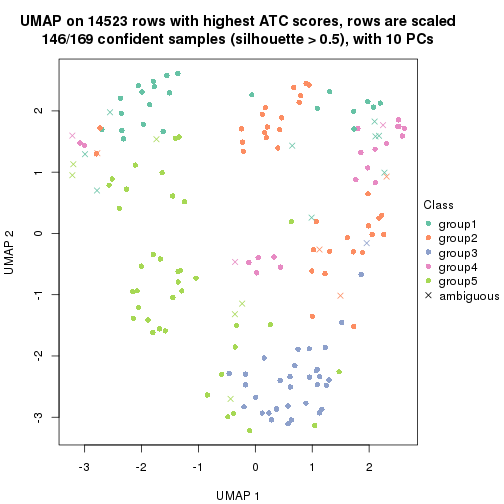 UMAP on 14523 rows with highest ATC scores, rows are scaled
146/169 confident samples (silhouette > 0.5), with 10 PCs
2
1
0
-1
-2
-3
UMAP 2
-3
-2
-1
0
1
2
UMAP 1
Class
group1
group2
group3
group4
group5
ambiguous